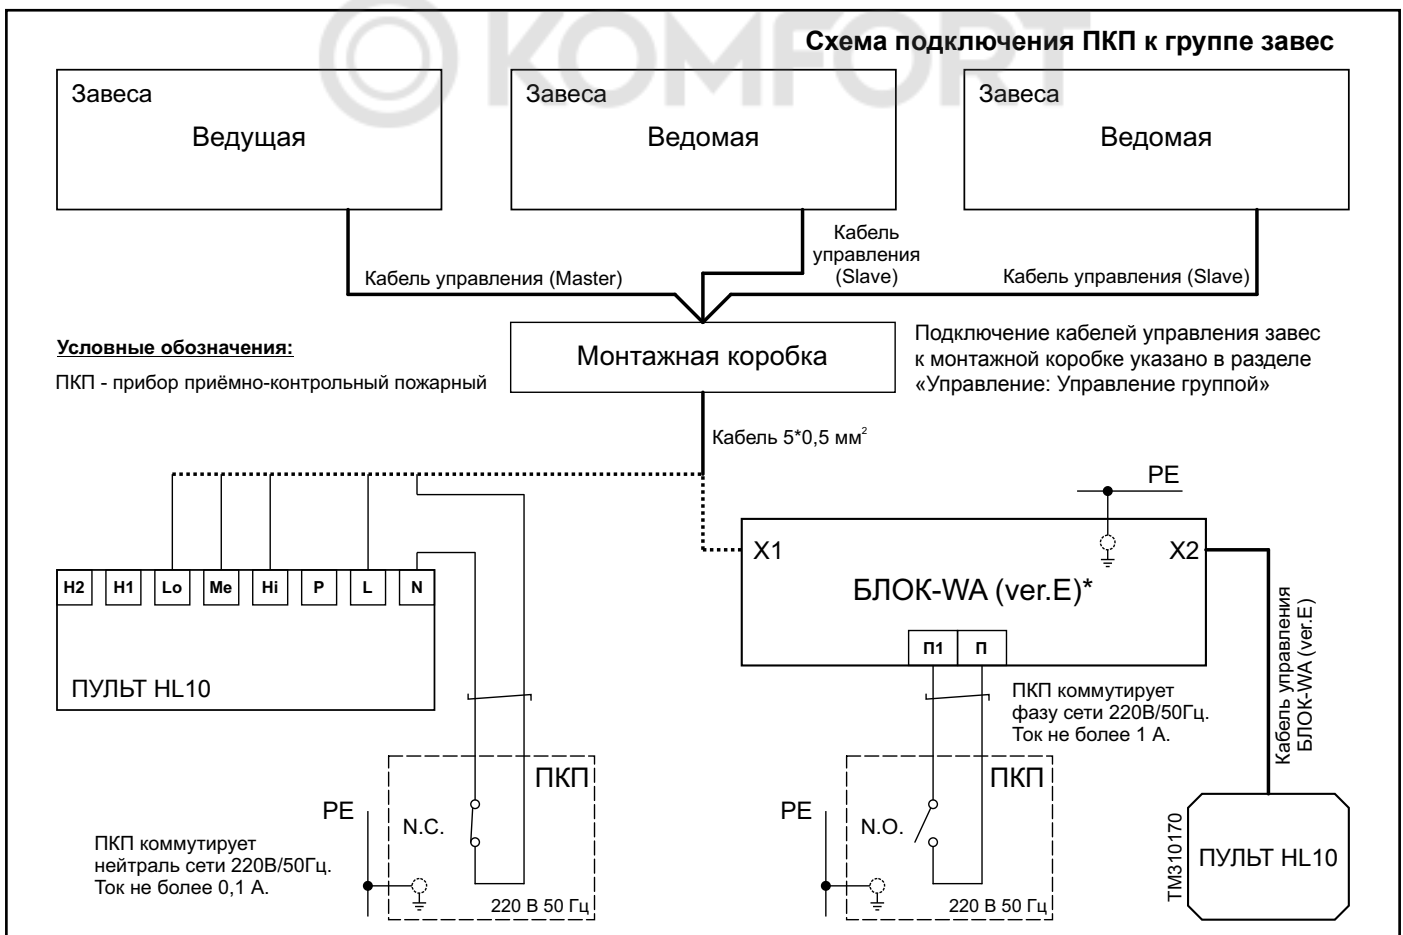 KOMFORT
Схема подключения ПКП к группе завес
Завеса
Ведущая
Завеса
Ведомая
Завеса
Ведомая
Кабель управления (Master)
Кабель
управления
(Slave)
Кабель управления (Slave)
Условные обозначения:
ПКП - прибор приёмно-контрольный пожарный
Монтажная коробка
Подключение кабелей управления завес
к монтажной коробке указано в разделе
«Управление: Управление группой»
Кабель 5*0,5 мм²
H2 H1 Lo Me Hi P L N
ПУЛЬТ HL10
PE
X1
X2
БЛОК-WA (ver.E)*
П1 П
ПКП коммутирует
фазу сети 220В/50Гц.
Ток не более 1 А.
Кабель управления
БЛОК-WA (ver.E)
ПКП
PE
N.C.
220 В 50 Гц
ПКП коммутирует
нейтраль сети 220В/50Гц.
Ток не более 0,1 А.
ПКП
PE
N.O.
220 В 50 Гц
TM310170
ПУЛЬТ HL10